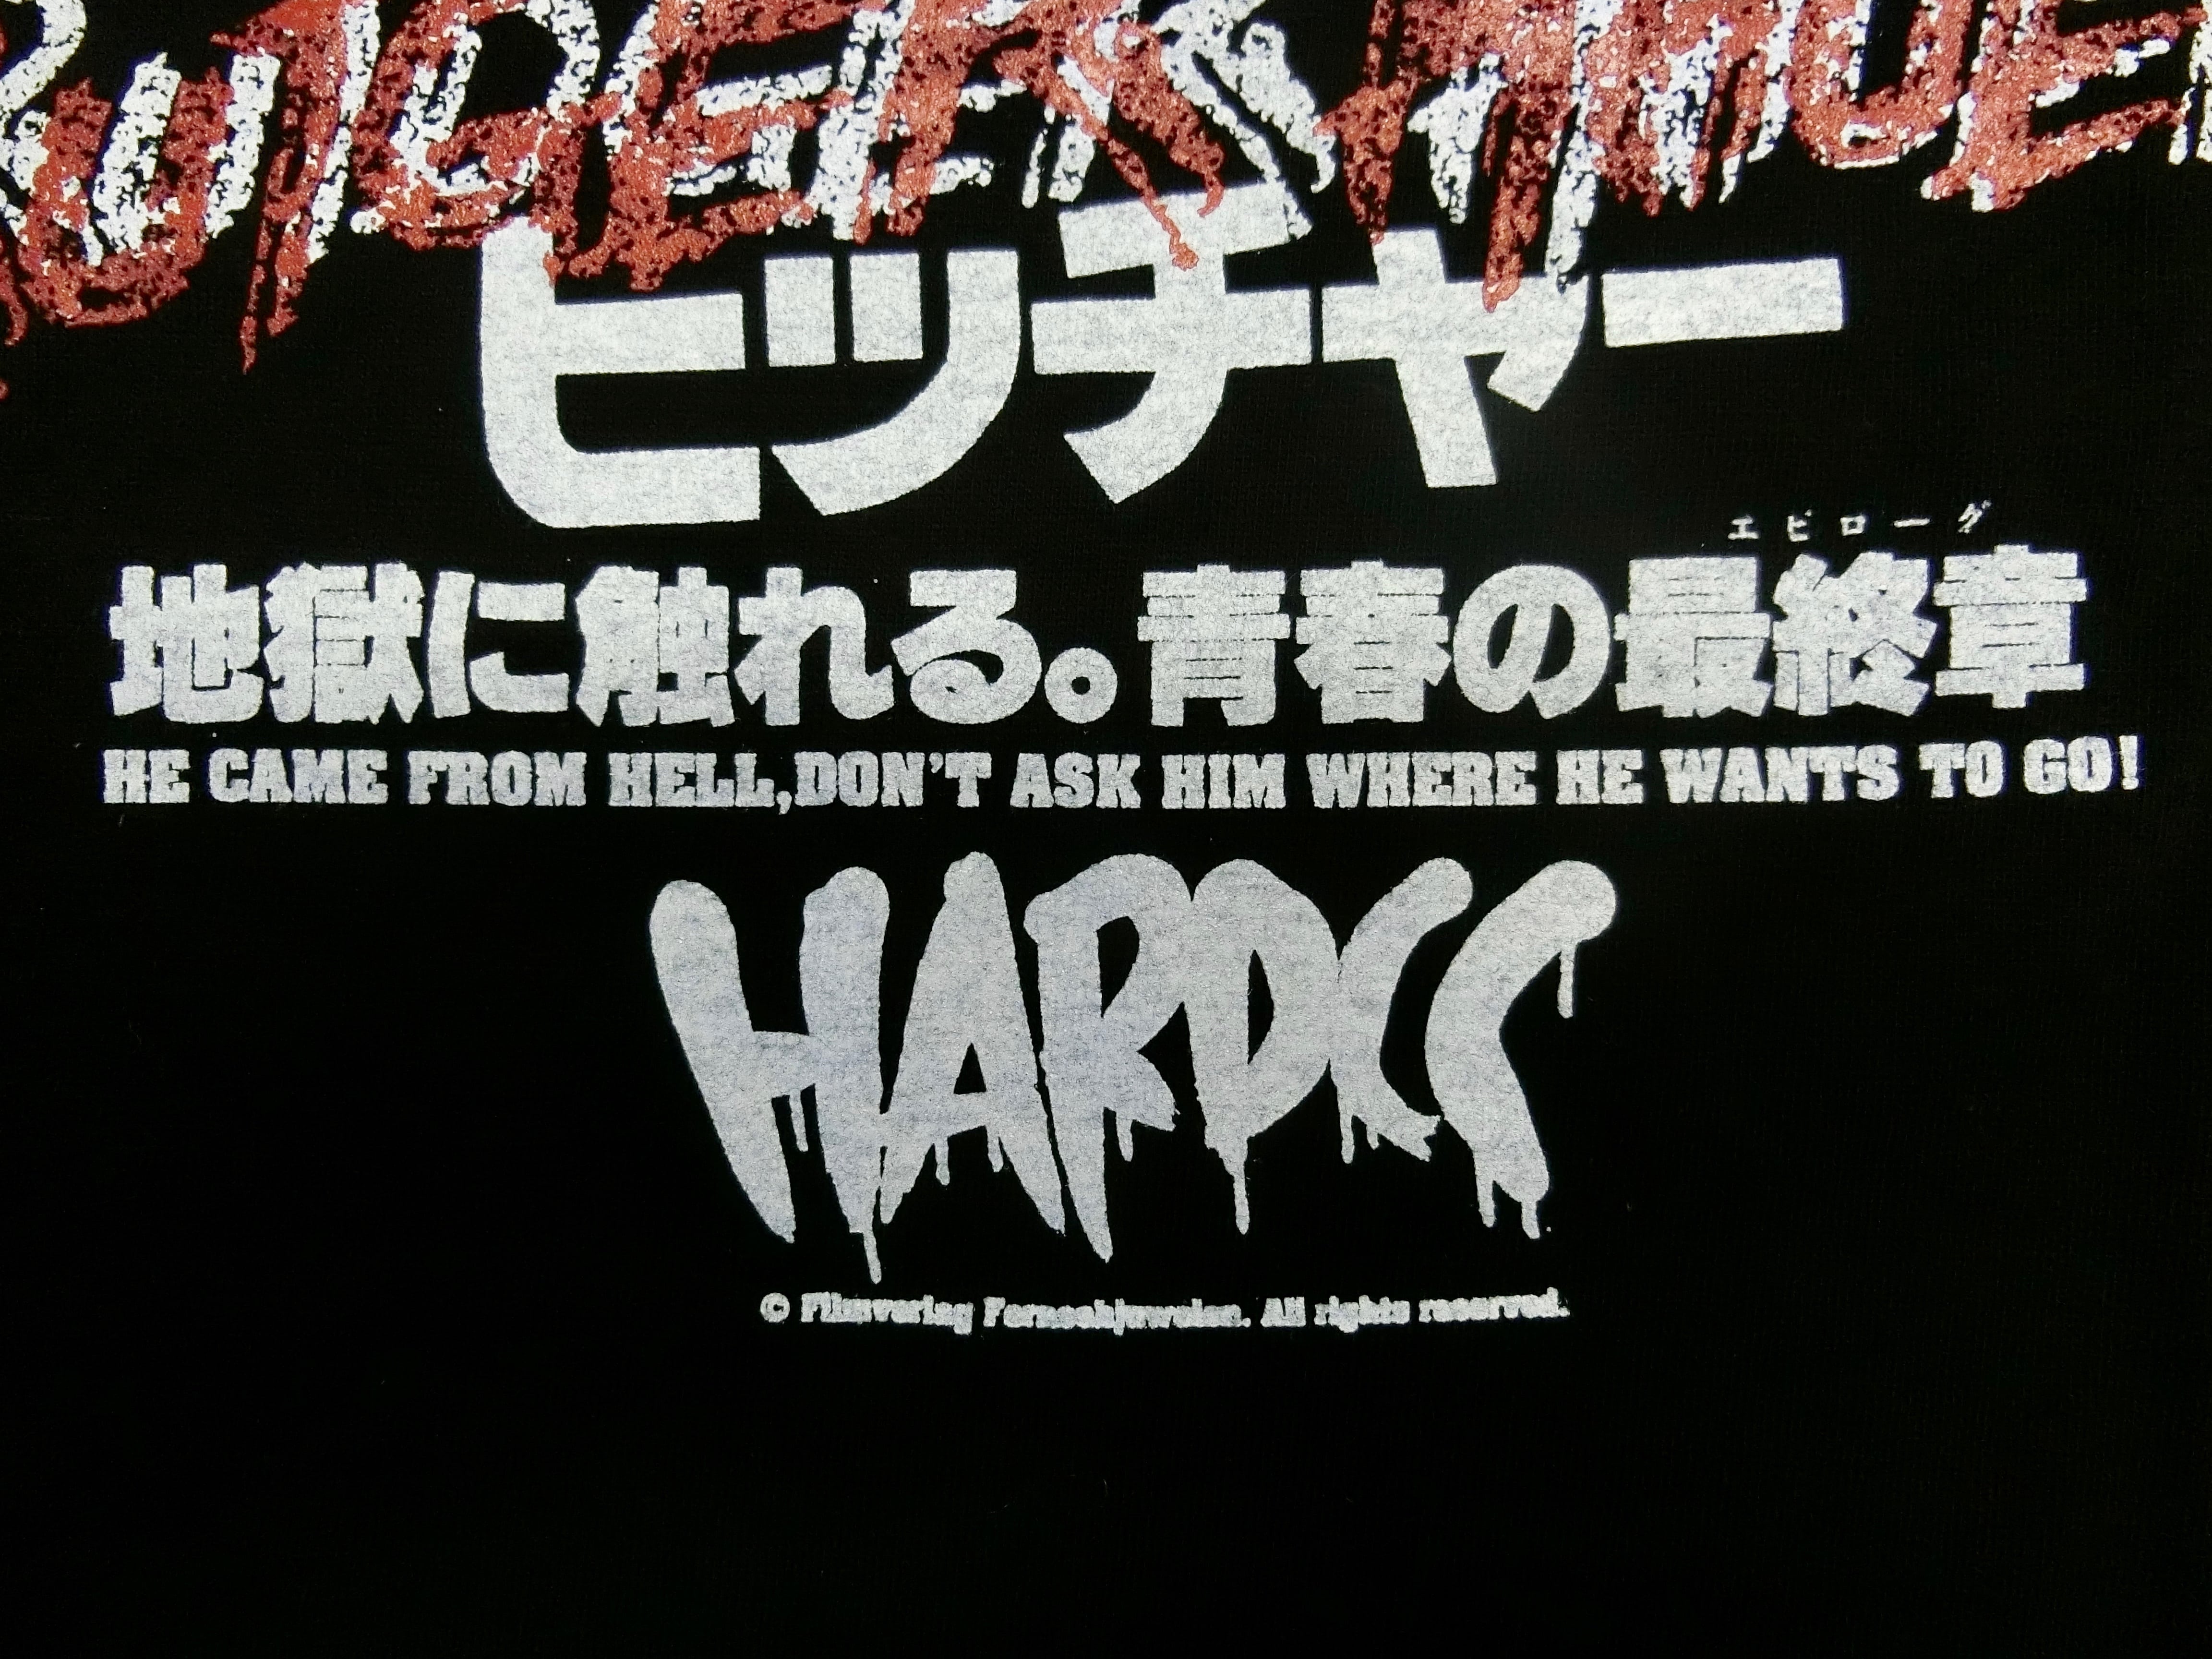 RUTGER HAUER
ヒッチャー
エピローグ
地獄に触れる。青春の最終章
HE CAME FROM HELL,DON'T ASK HIM WHERE HE WANTS TO GO!
HARDCC
© Filmverlag Fernsehjuwelen. All rights reserved.